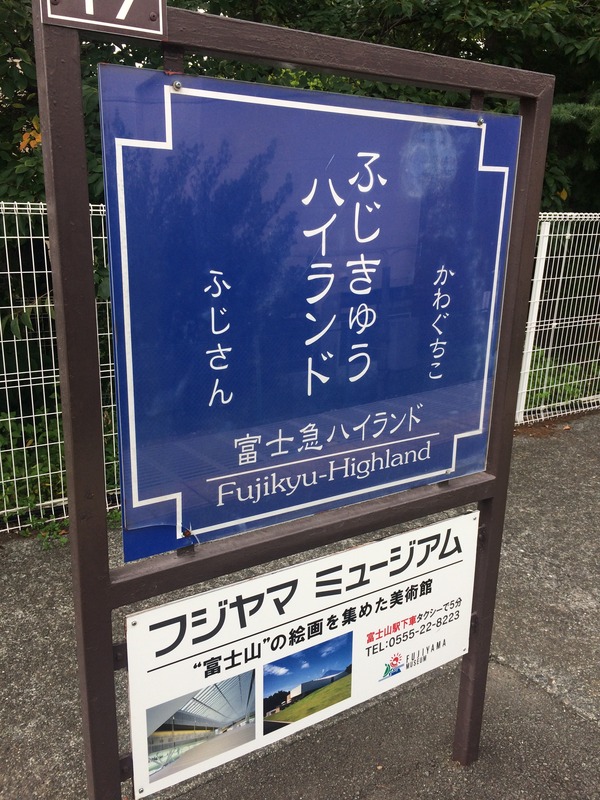 17
ふじきゅう
ハイランド
かわぐちこ
ふじさん
富士急ハイランド
Fujikyu-Highland
フジヤマ ミュージアム
“富士山”の絵画を集めた美術館
富士山駅下車タクシーで5分
TEL:0555-22-8223
FUJIYAMA
MUSEUM